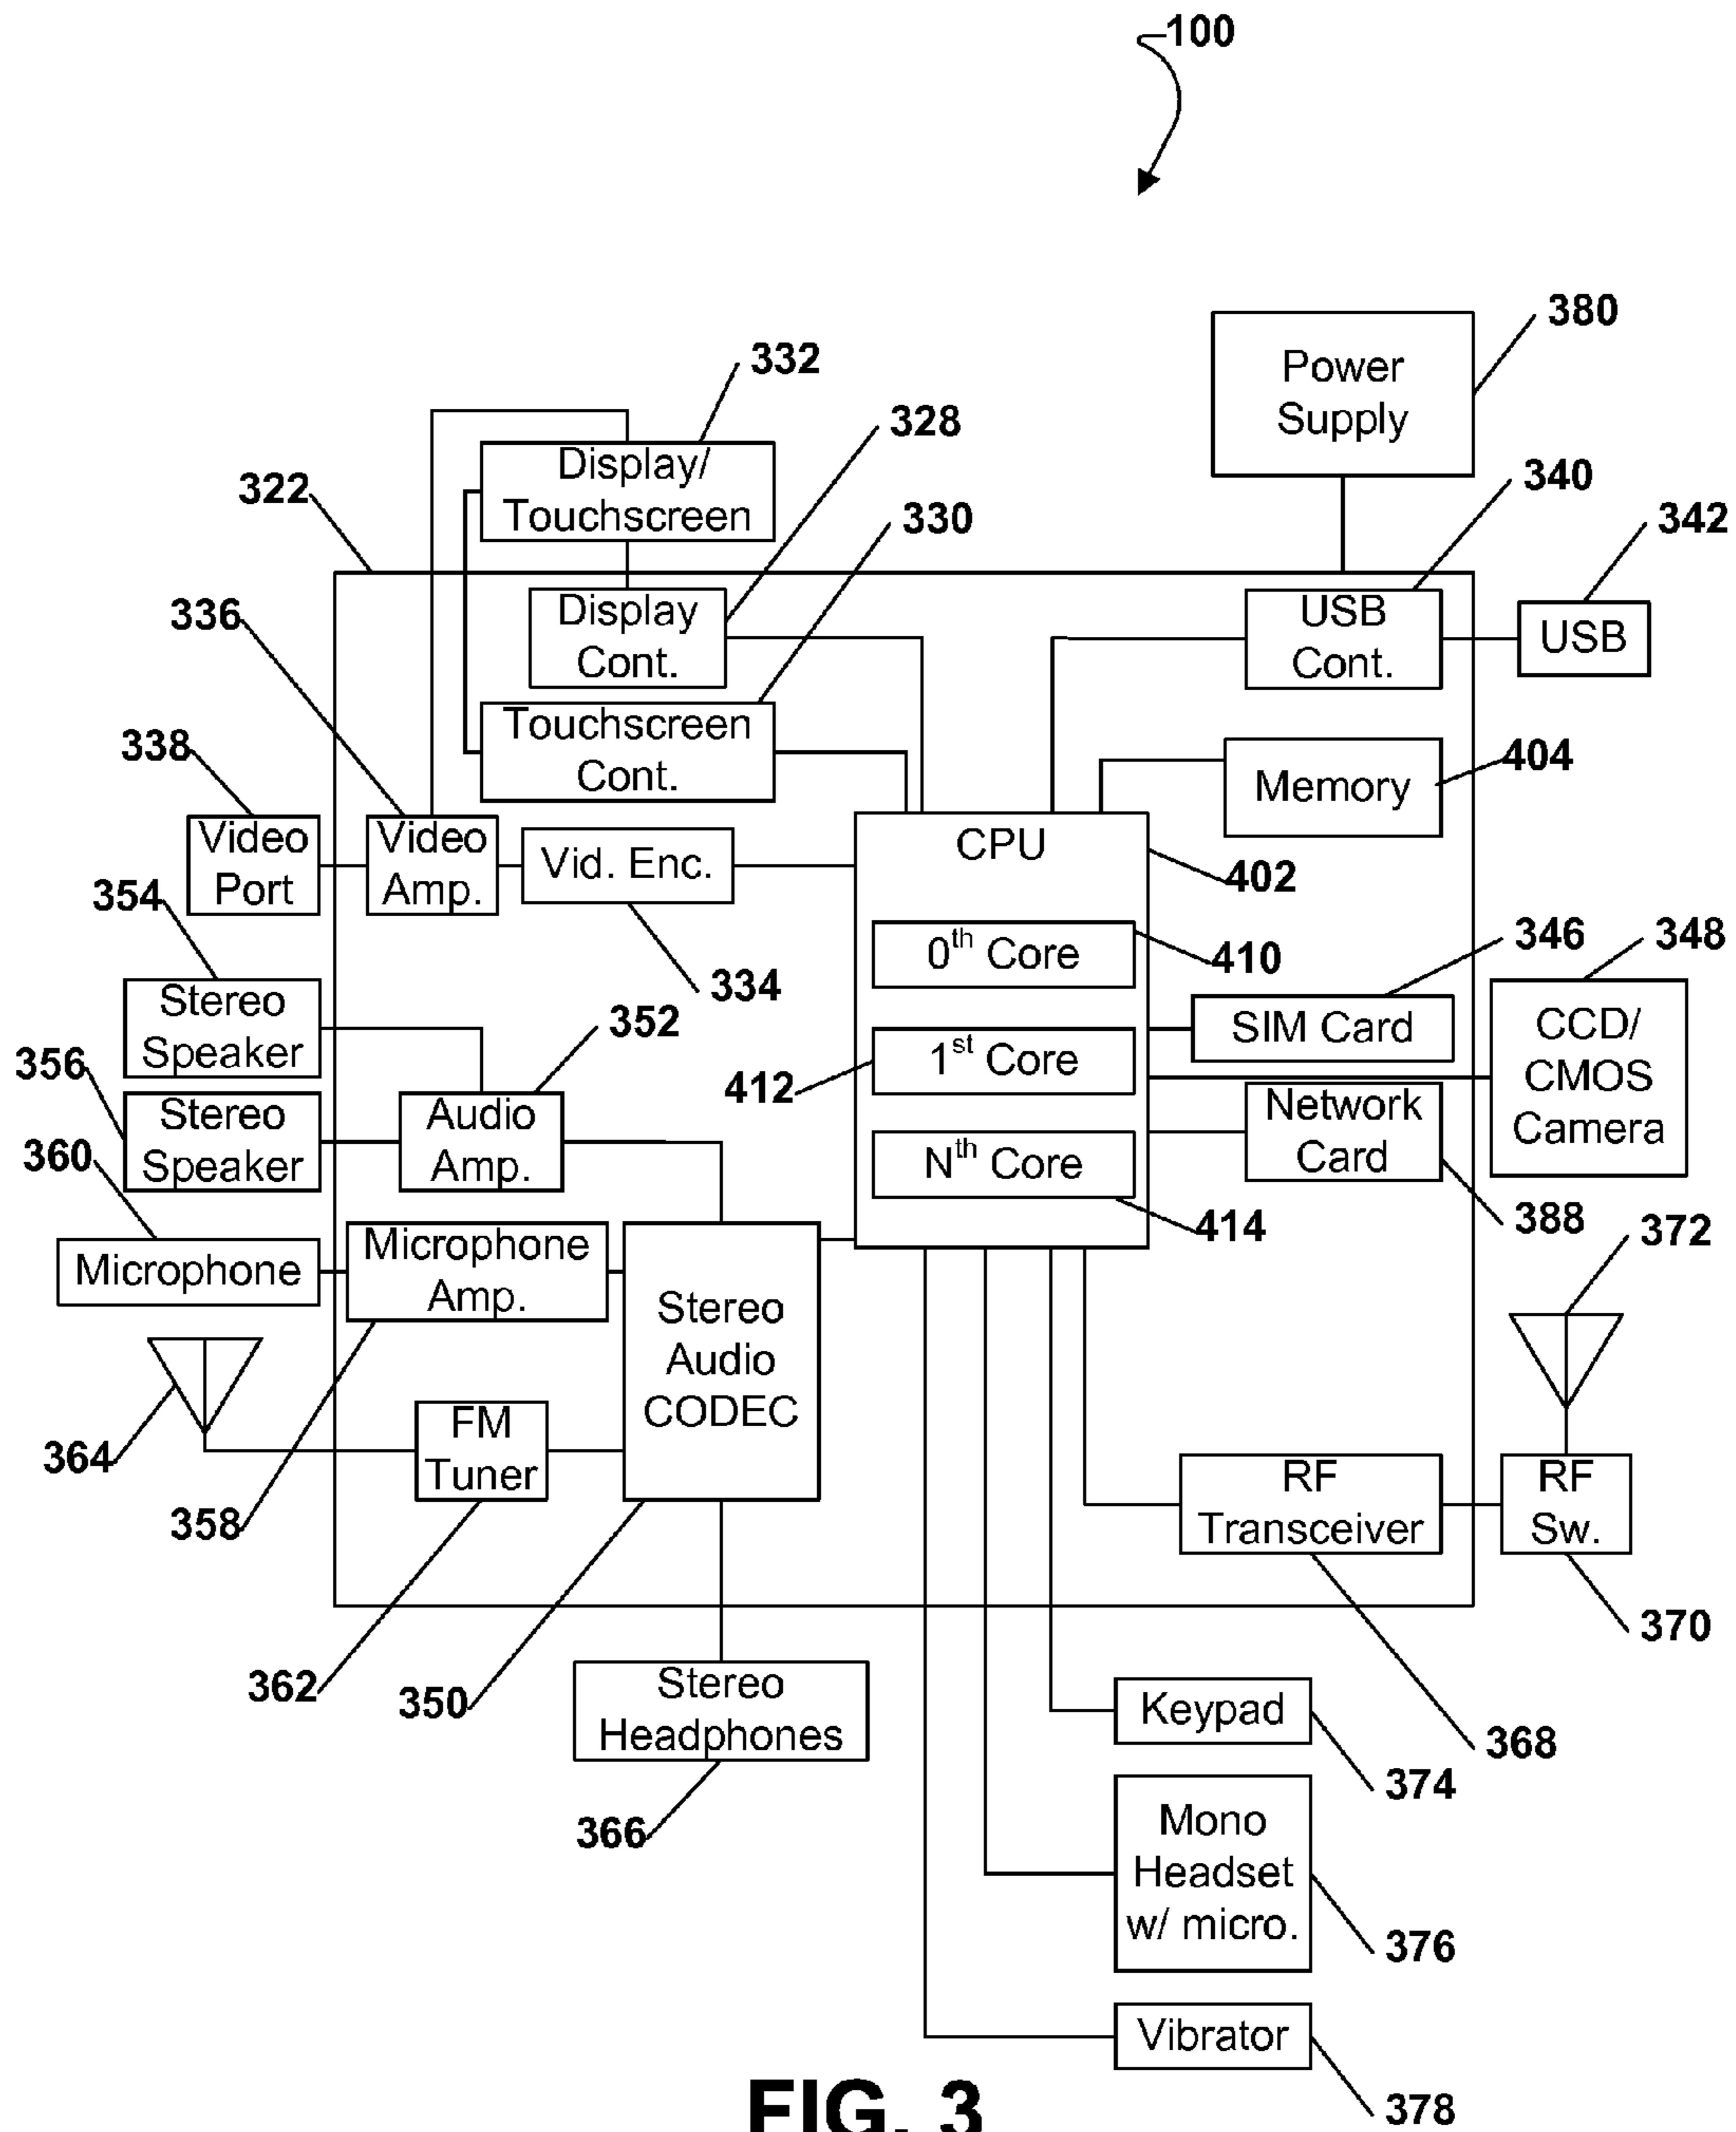 100
380
Power
Supply
332
328
Display/
Touchscreen
322
330
340
342
336
Display
Cont.
USB
Cont.
USB
338
Touchscreen
Cont.
404
Memory
Video
Port
Video
Amp.
Vid. Enc.
CPU
402
354
334
0th Core
410
346
348
Stereo
Speaker
352
SIM Card
CCD/
CMOS
Camera
356
1st Core
412
Stereo
Speaker
Audio
Amp.
Network
Card
360
Nth Core
414
388
372
Microphone
Microphone
Amp.
Stereo
Audio
CODEC
364
FM
Tuner
RF
Transceiver
RF
Sw.
358
370
362
350
Stereo
Headphones
Keypad
368
374
366
Mono
Headset
w/ micro.
376
Vibrator
378
FIG. 3